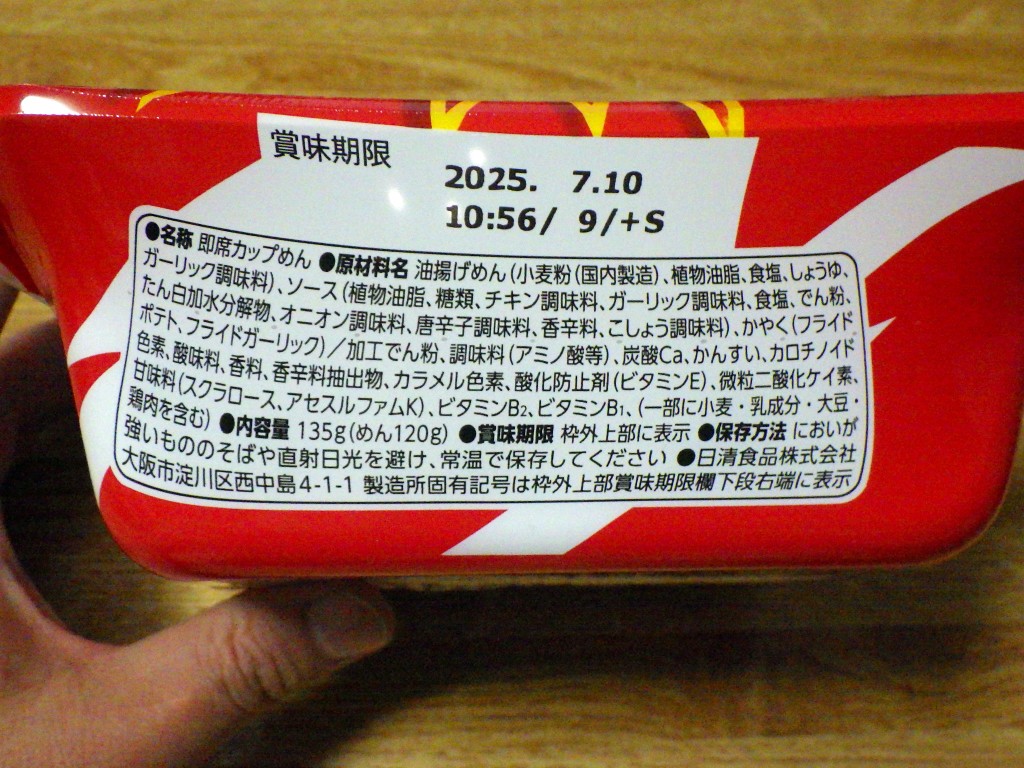 賞味期限
2025. 7.10
10:56/ 9/+S
●名称 即席カップめん ●原材料名 油揚げめん(小麦粉(国内製造)、植物油脂、食塩、しょうゆ、
ガーリック調味料)、ソース(植物油脂、糖類、チキン調味料、ガーリック調味料、食塩、でん粉、
たん白加水分解物、オニオン調味料、唐辛子調味料、香辛料、こしょう調味料)、かやく(フライド
ポテト、フライドガーリック)/加工でん粉、調味料(アミノ酸等)、炭酸Ca、かんすい、カロチノイド
色素、酸味料、香料、香辛料抽出物、カラメル色素、酸化防止剤(ビタミンE)、微粒二酸化ケイ素、
甘味料(スクラロース、アセスルファムK)、ビタミンB₂、ビタミンB₁、(一部に小麦・乳成分・大豆・
鶏肉を含む) ●内容量 135g(めん120g) ●賞味期限 枠外上部に表示 ●保存方法 においが
強いもののそばや直射日光を避け、常温で保存してください ●日清食品株式会社
大阪市淀川区西中島4-1-1 製造所固有記号は枠外上部賞味期限欄下段右端に表示